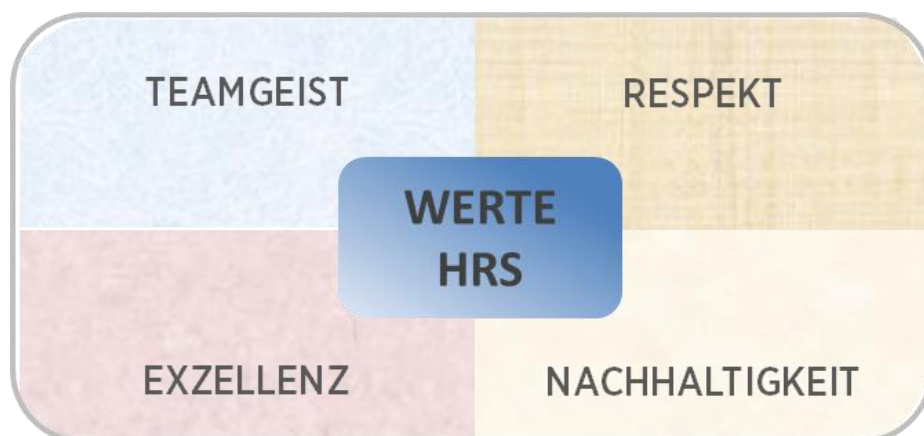 TEAMGEIST
RESPEKT
WERTE
HRS
EXZELLENZ
NACHHALTIGKEIT